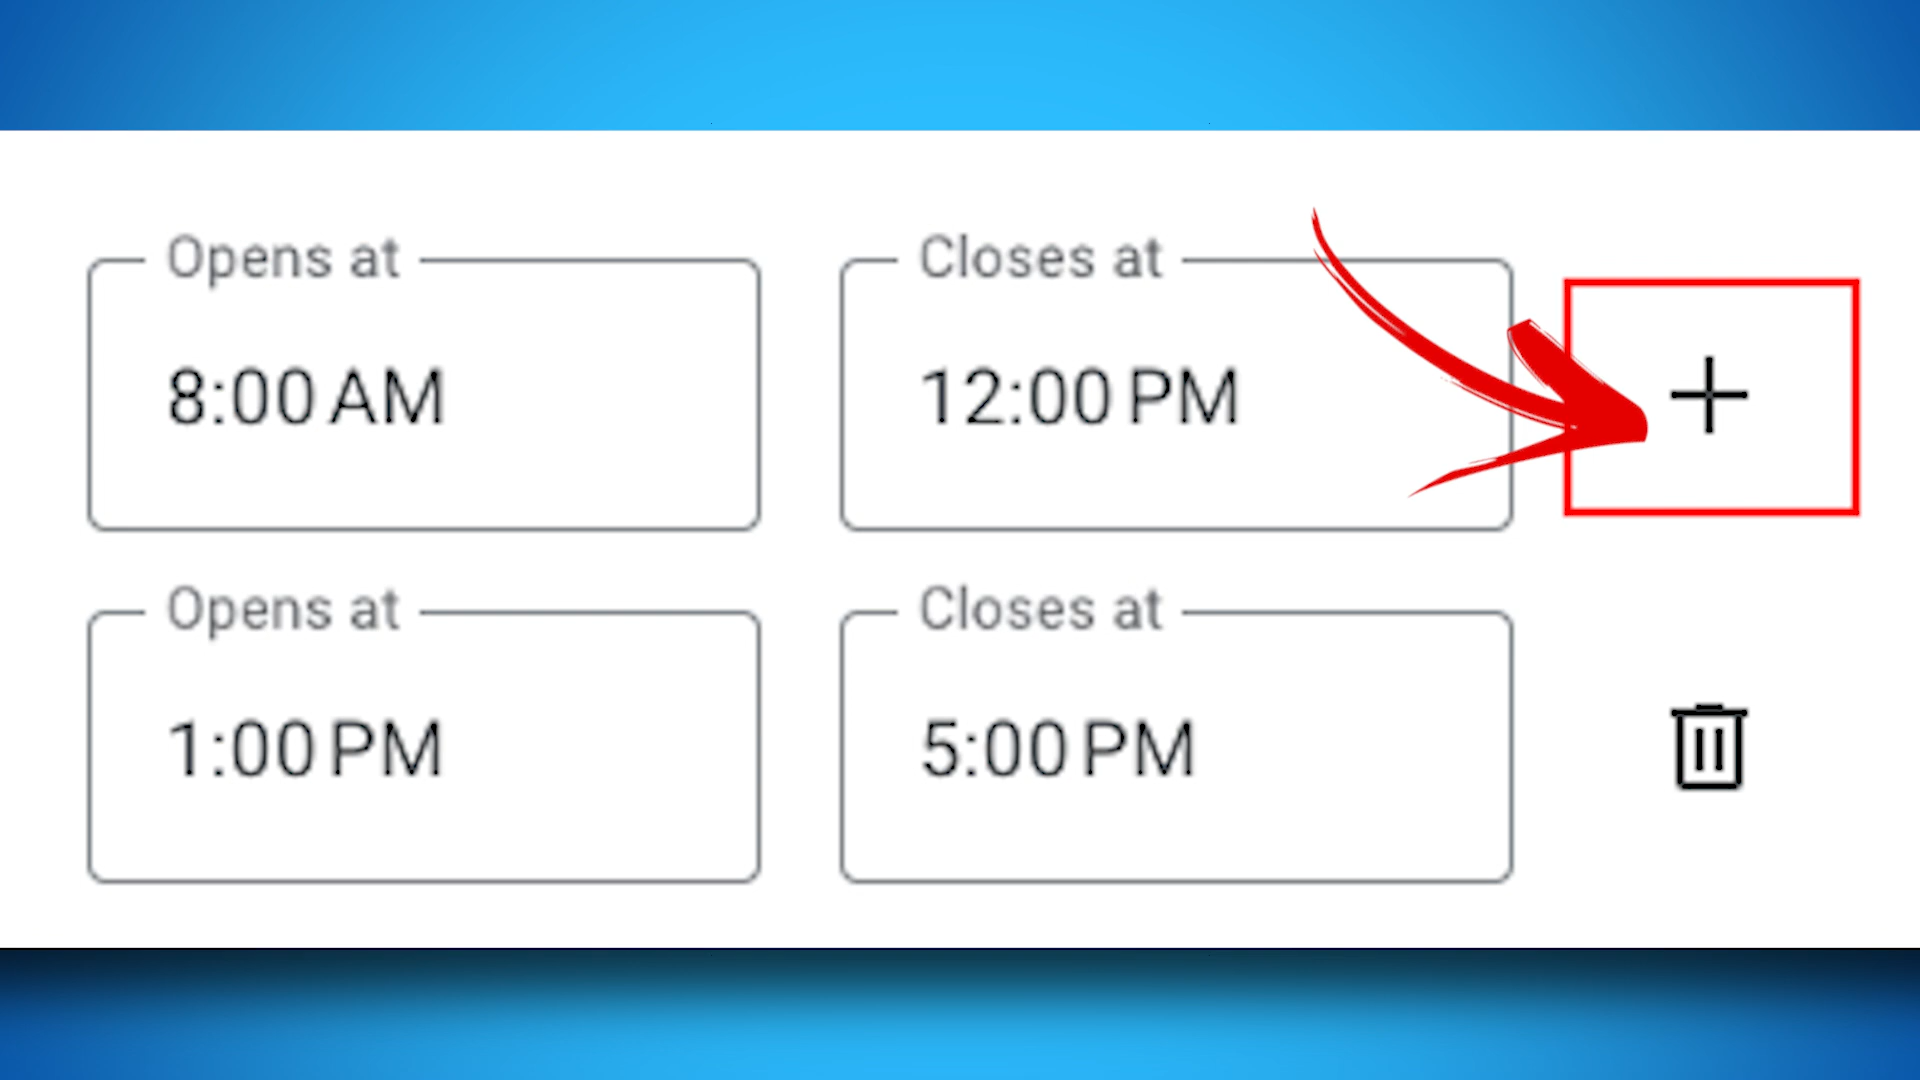 Opens at Closes at
8:00 AM 12:00 PM
Opens at Closes at
1:00 PM 5:00 PM